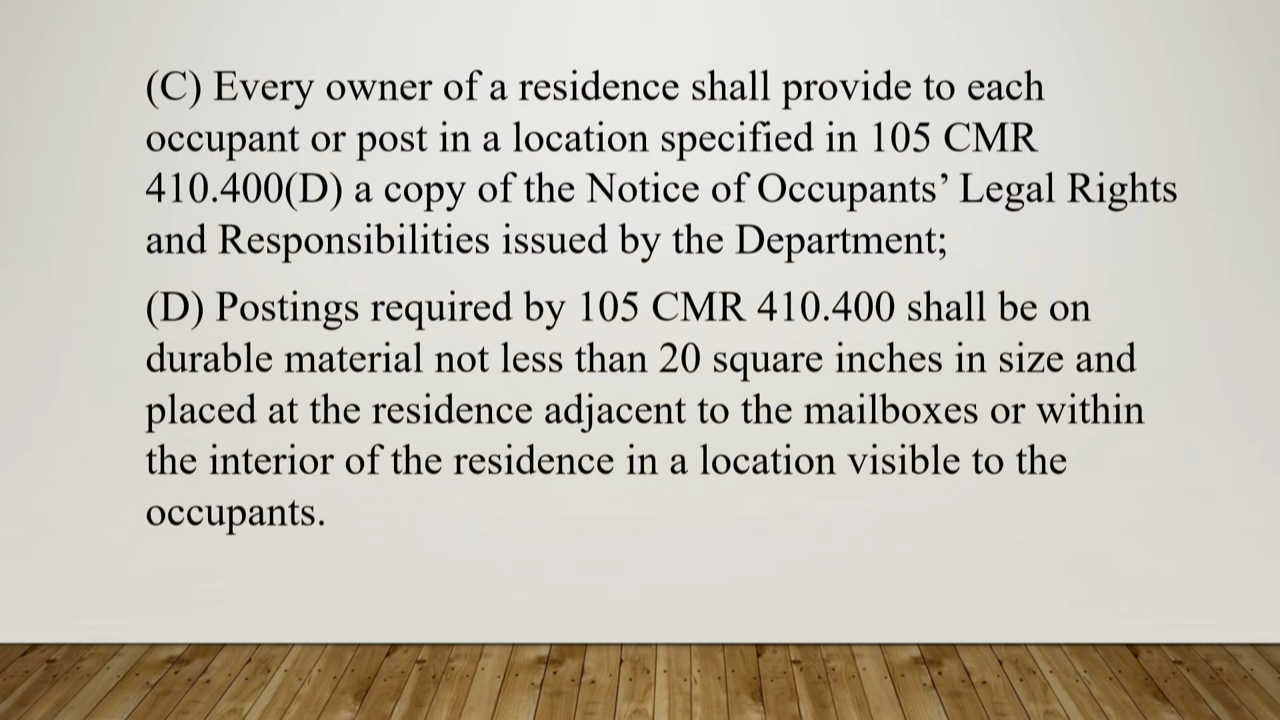 (C) Every owner of a residence shall provide to each
occupant or post in a location specified in 105 CMR
410.400(D) a copy of the Notice of Occupants’ Legal Rights
and Responsibilities issued by the Department;
(D) Postings required by 105 CMR 410.400 shall be on
durable material not less than 20 square inches in size and
placed at the residence adjacent to the mailboxes or within
the interior of the residence in a location visible to the
occupants.